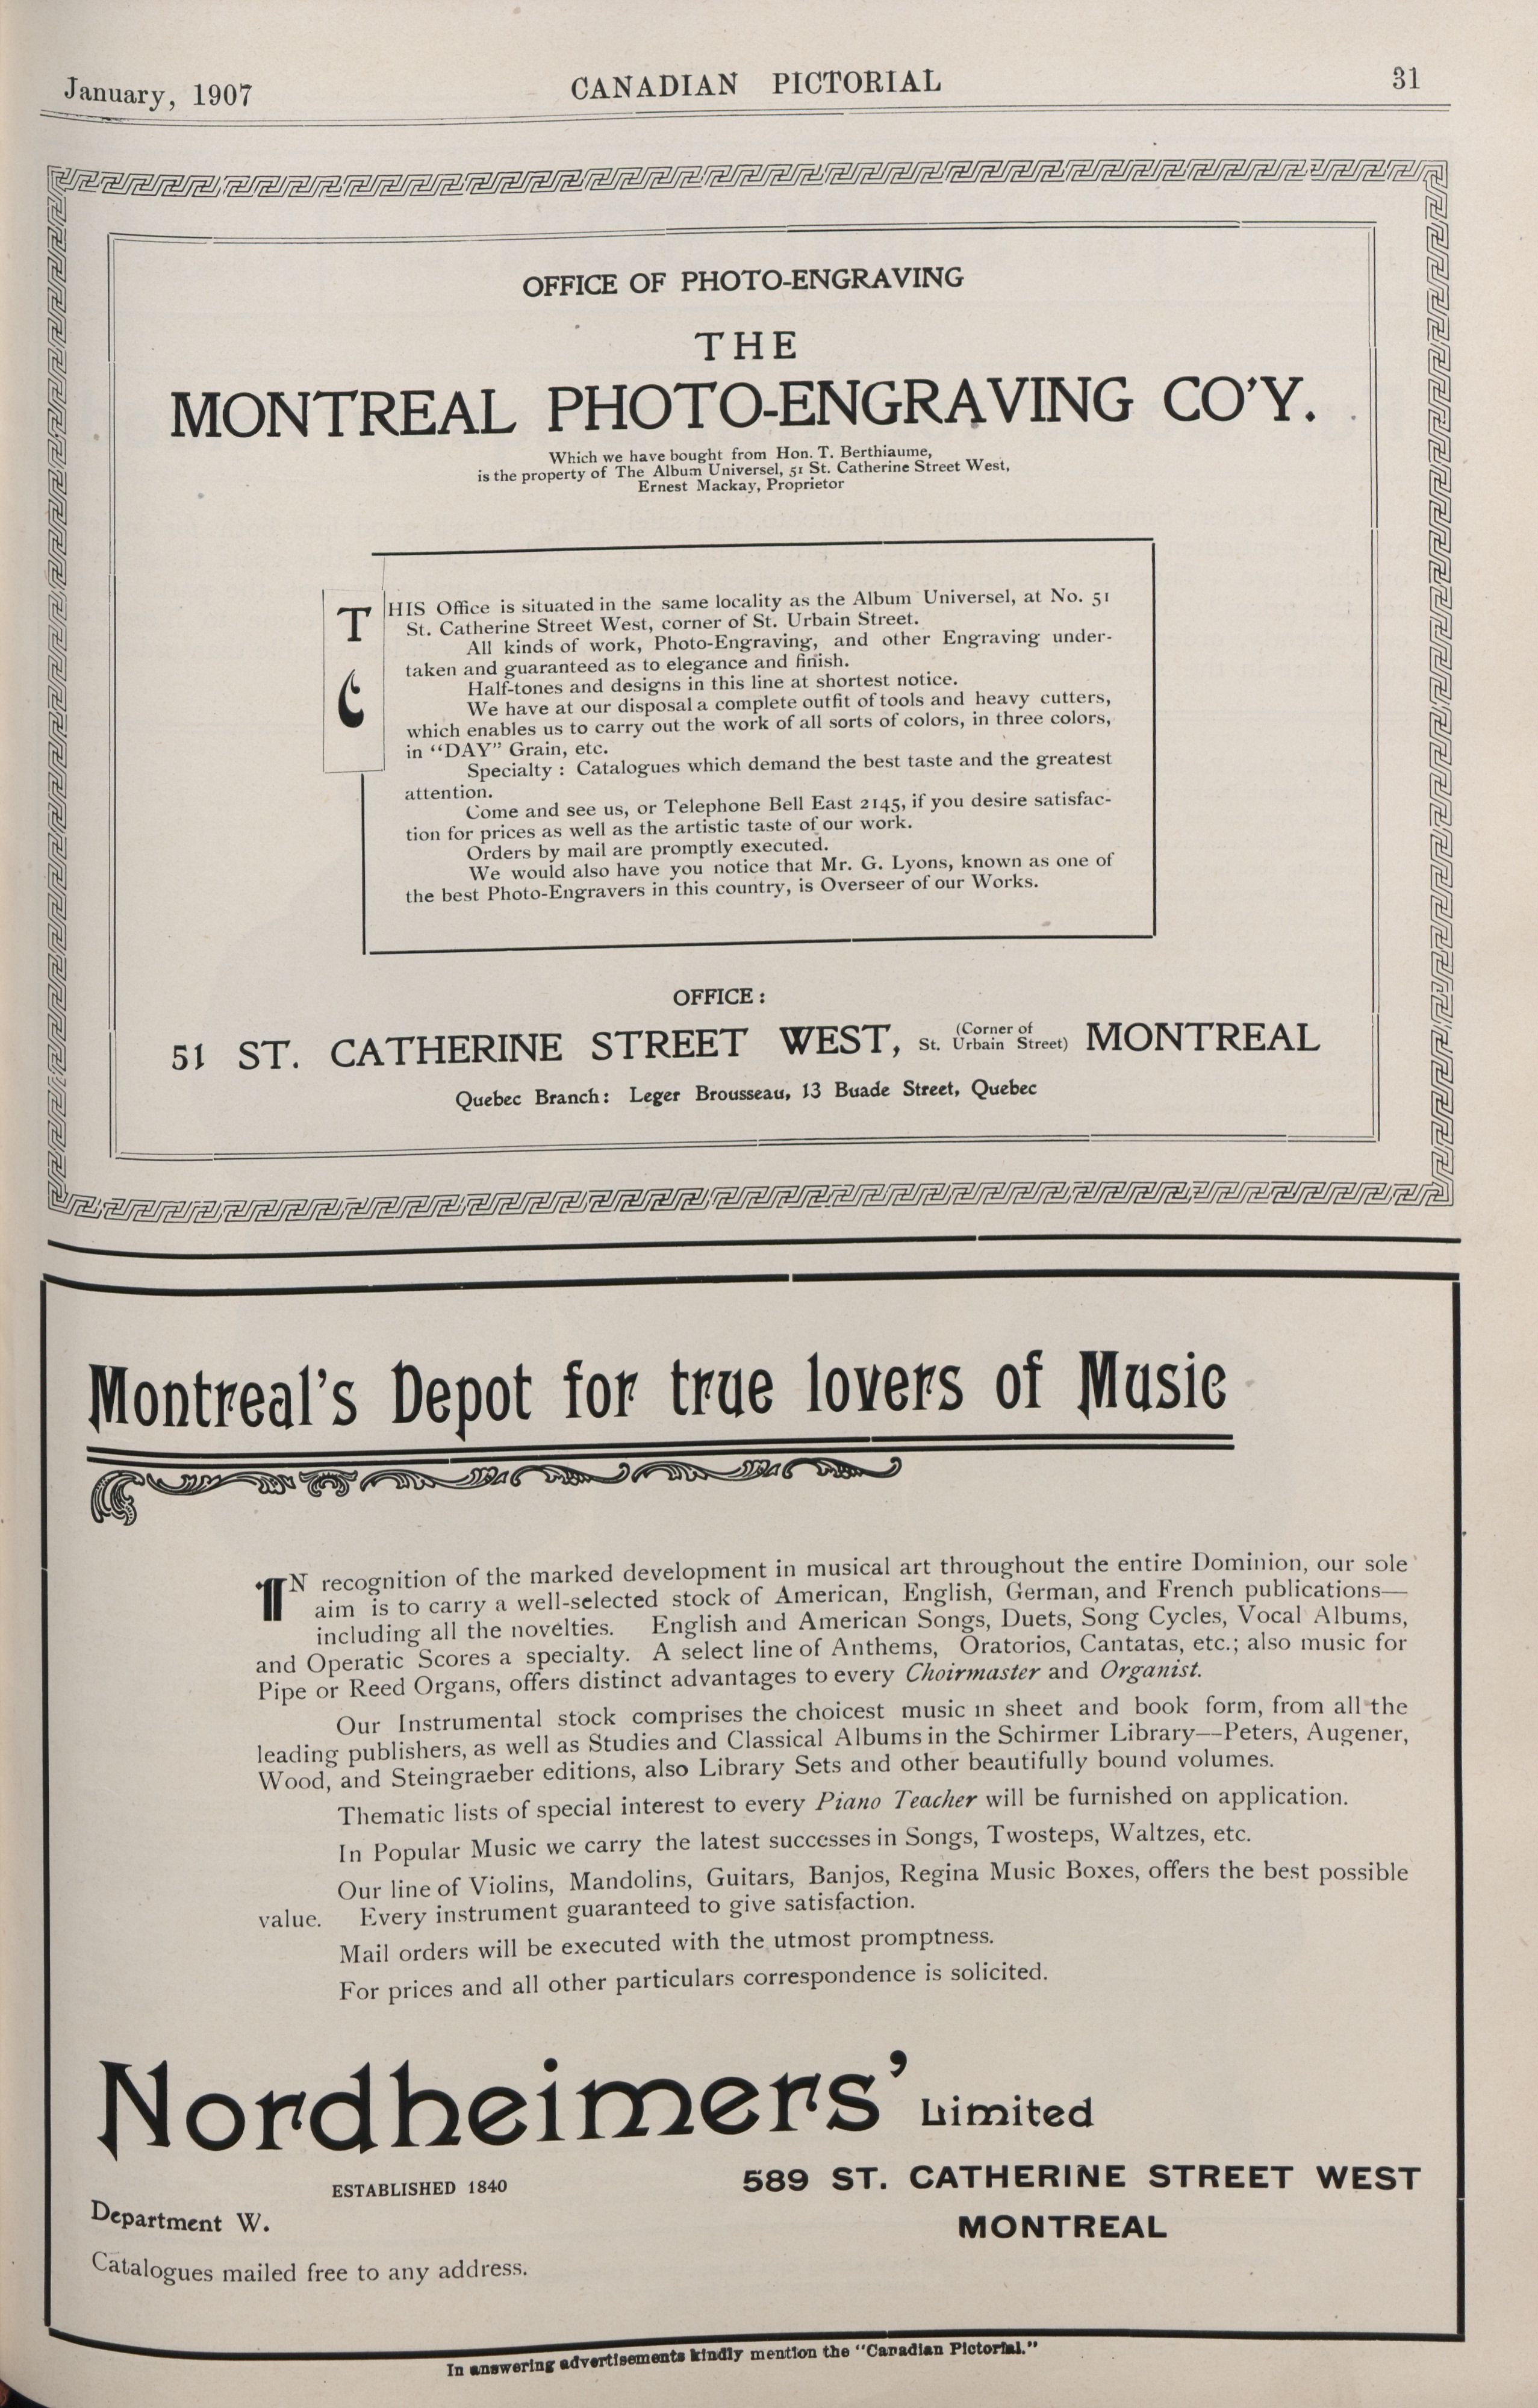 January, 1907
CANADIAN PICTORIAL
31
OFFICE OF PHOTO-ENGRAVING
THE
MONTREAL PHOTO-ENGRAVING CO'Y.
Which we have bought from Hon. T. Berthiaume,
is the property of The Album Universel, 51 St. Catherine Street West,
Ernest Mackay, Proprietor
THIS Office is situated in the same locality as the Album Universel, at No. 51
St. Catherine Street West, corner of St. Urbain Street.
All kinds of work, Photo-Engraving, and other Engraving under-
taken and guaranteed as to elegance and finish.
Half-tones and designs in this line at shortest notice.
We have at our disposal a complete outfit of tools and heavy cutters,
which enables us to carry out the work of all sorts of colors, in three colors,
in "DAY" Grain, etc.
Specialty : Catalogues which demand the best taste and the greatest
attention.
Come and see us, or Telephone Bell East 2145, if you desire satisfac-
tion for prices as well as the artistic taste of our work.
Orders by mail are promptly executed.
We would also have you notice that Mr. G. Lyons, known as one of
the best Photo-Engravers in this country, is Overseer of our Works.
OFFICE :
51 ST. CATHERINE STREET WEST, St. (Corner of Urbain Street) MONTREAL
Quebec Branch: Leger Brousseau, 13 Buade Street, Quebec
Montreal's Depot for true lovers of Music
IN recognition of the marked development in musical art throughout the entire Dominion, our sole
aim is to carry a well-selected stock of American, English, German, and French publications—
including all the novelties. English and American Songs, Duets, Song Cycles, Vocal Albums,
and Operatic Scores a specialty. A select line of Anthems, Oratorios, Cantatas, etc.; also music for
Pipe or Reed Organs, offers distinct advantages to every Choirmaster and Organist.
Our Instrumental stock comprises the choicest music in sheet and book form, from all the
leading publishers, as well as Studies and Classical Albums in the Schirmer Library—Peters, Augener,
Wood, and Steingraeber editions, also Library Sets and other beautifully bound volumes.
Thematic lists of special interest to every Piano Teacher will be furnished on application.
In Popular Music we carry the latest successes in Songs, Twosteps, Waltzes, etc.
Our line of Violins, Mandolins, Guitars, Banjos, Regina Music Boxes, offers the best possible
value. Every instrument guaranteed to give satisfaction.
Mail orders will be executed with the utmost promptness.
For prices and all other particulars correspondence is solicited.
Nordheimers' Limited
ESTABLISHED 1840
589 ST. CATHERINE STREET WEST
Department W.
MONTREAL
Catalogues mailed free to any address.
In answering advertisements kindly mention the "Canadian Pictorial."